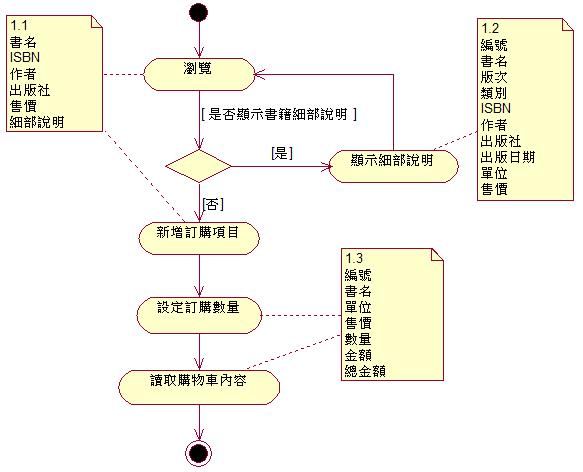 1.1
書名
ISBN
作者
出版社
售價
細部說明
瀏覽
[ 是否顯示書籍細部說明 ]
[是]
顯示細部說明
1.2
編號
書名
版次
類別
ISBN
作者
出版社
出版日期
單位
售價
[否]
新增訂購項目
設定訂購數量
讀取購物車內容
1.3
編號
書名
單位
售價
數量
金額
總金額